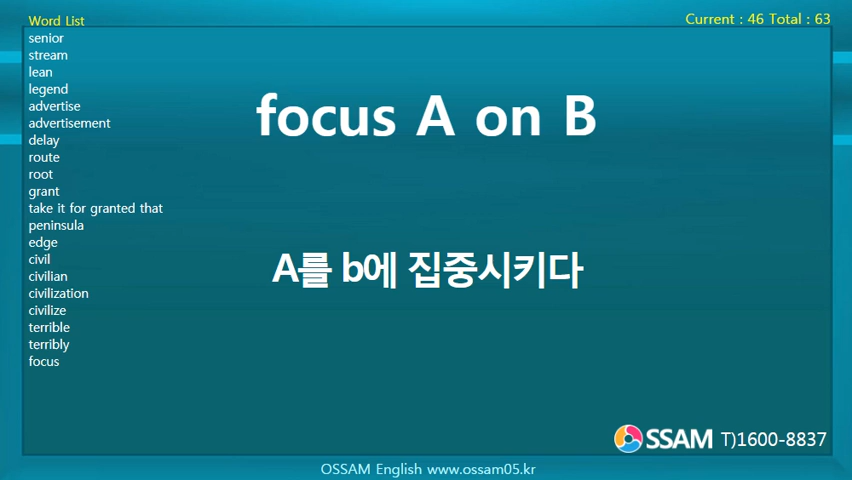 Word List
Current : 46 Total : 63
senior
stream
lean
legend
advertise
advertisement
delay
route
root
grant
take it for granted that
peninsula
edge
civil
civilian
civilization
civilize
terrible
terribly
focus
focus A on B
A를 b에 집중시키다
OSSAM T)1600-8837
OSSAM English www.ossam05.kr